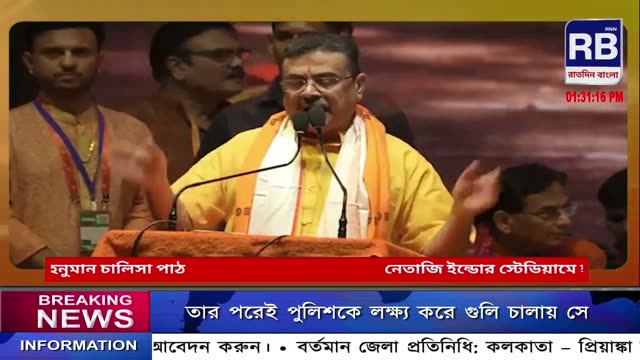 RNN
RB
রাতদিন বাংলা
01:31:16 PM
হনুমান চালিসা পাঠ
নেতাজি ইন্ডোর স্টেডিয়ামে
BREAKING
NEWS
তার পরেই পুলিশকে লক্ষ্য করে গুলি চালায় সে
INFORMATION
আবেদন করুন। • বর্তমান জেলা প্রতিনিধি: কলকাতা – প্রিয়াঙ্কা